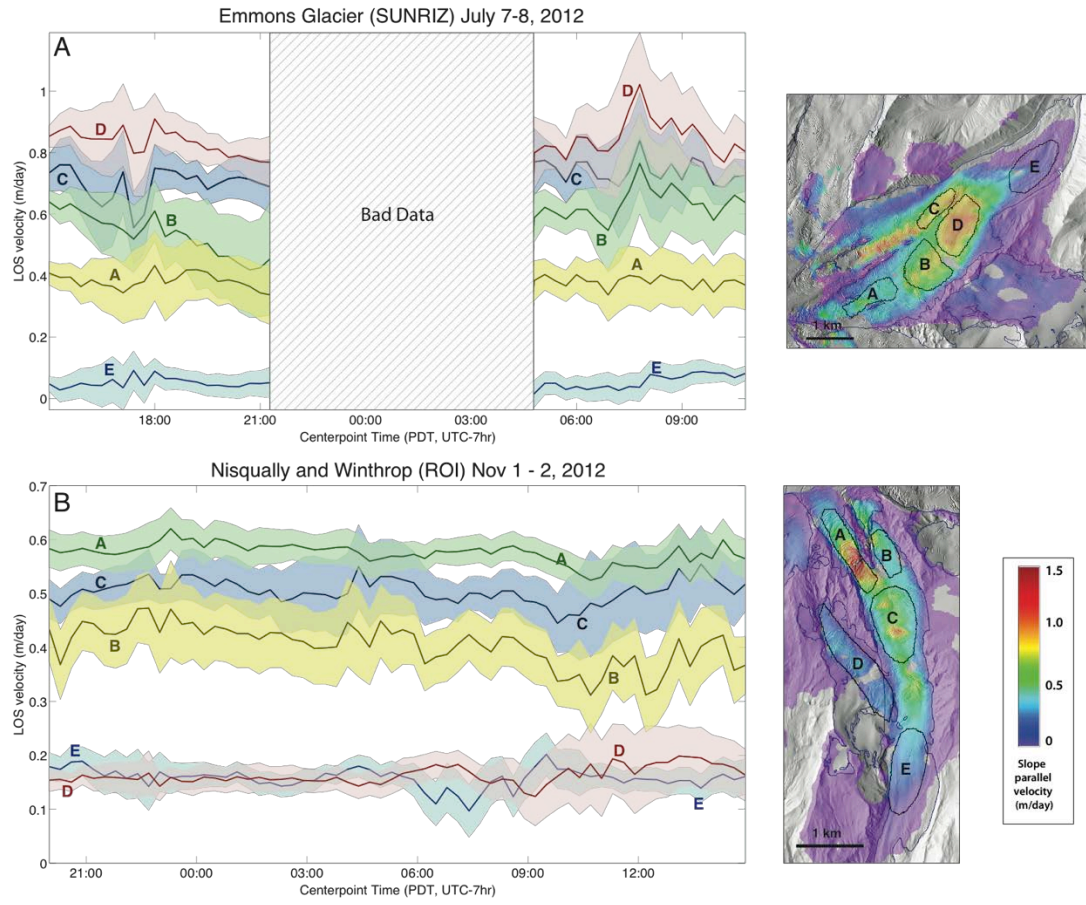 Emmons Glacier (SUNRIZ) July 7-8, 2012
A
LOS velocity (m/day)
1
0.8
0.6
0.4
0.2
0
D
C
B
A
E
Bad Data
D
C
B
A
E
18:00 21:00 00:00 03:00 06:00 09:00
Centerpoint Time (PDT, UTC-7hr)
E
C
D
B
A
1 km
Nisqually and Winthrop (ROI) Nov 1 - 2, 2012
B
LOS velocity (m/day)
0.7
0.6
0.5
0.4
0.3
0.2
0.1
0
A
C
B
E
D
A
C
B
D
E
21:00 00:00 03:00 06:00 09:00 12:00
Centerpoint Time (PDT, UTC-7hr)
A
B
C
D
E
1 km
1.5
1.0
0.5
0
Slope
parallel
velocity
(m/day)